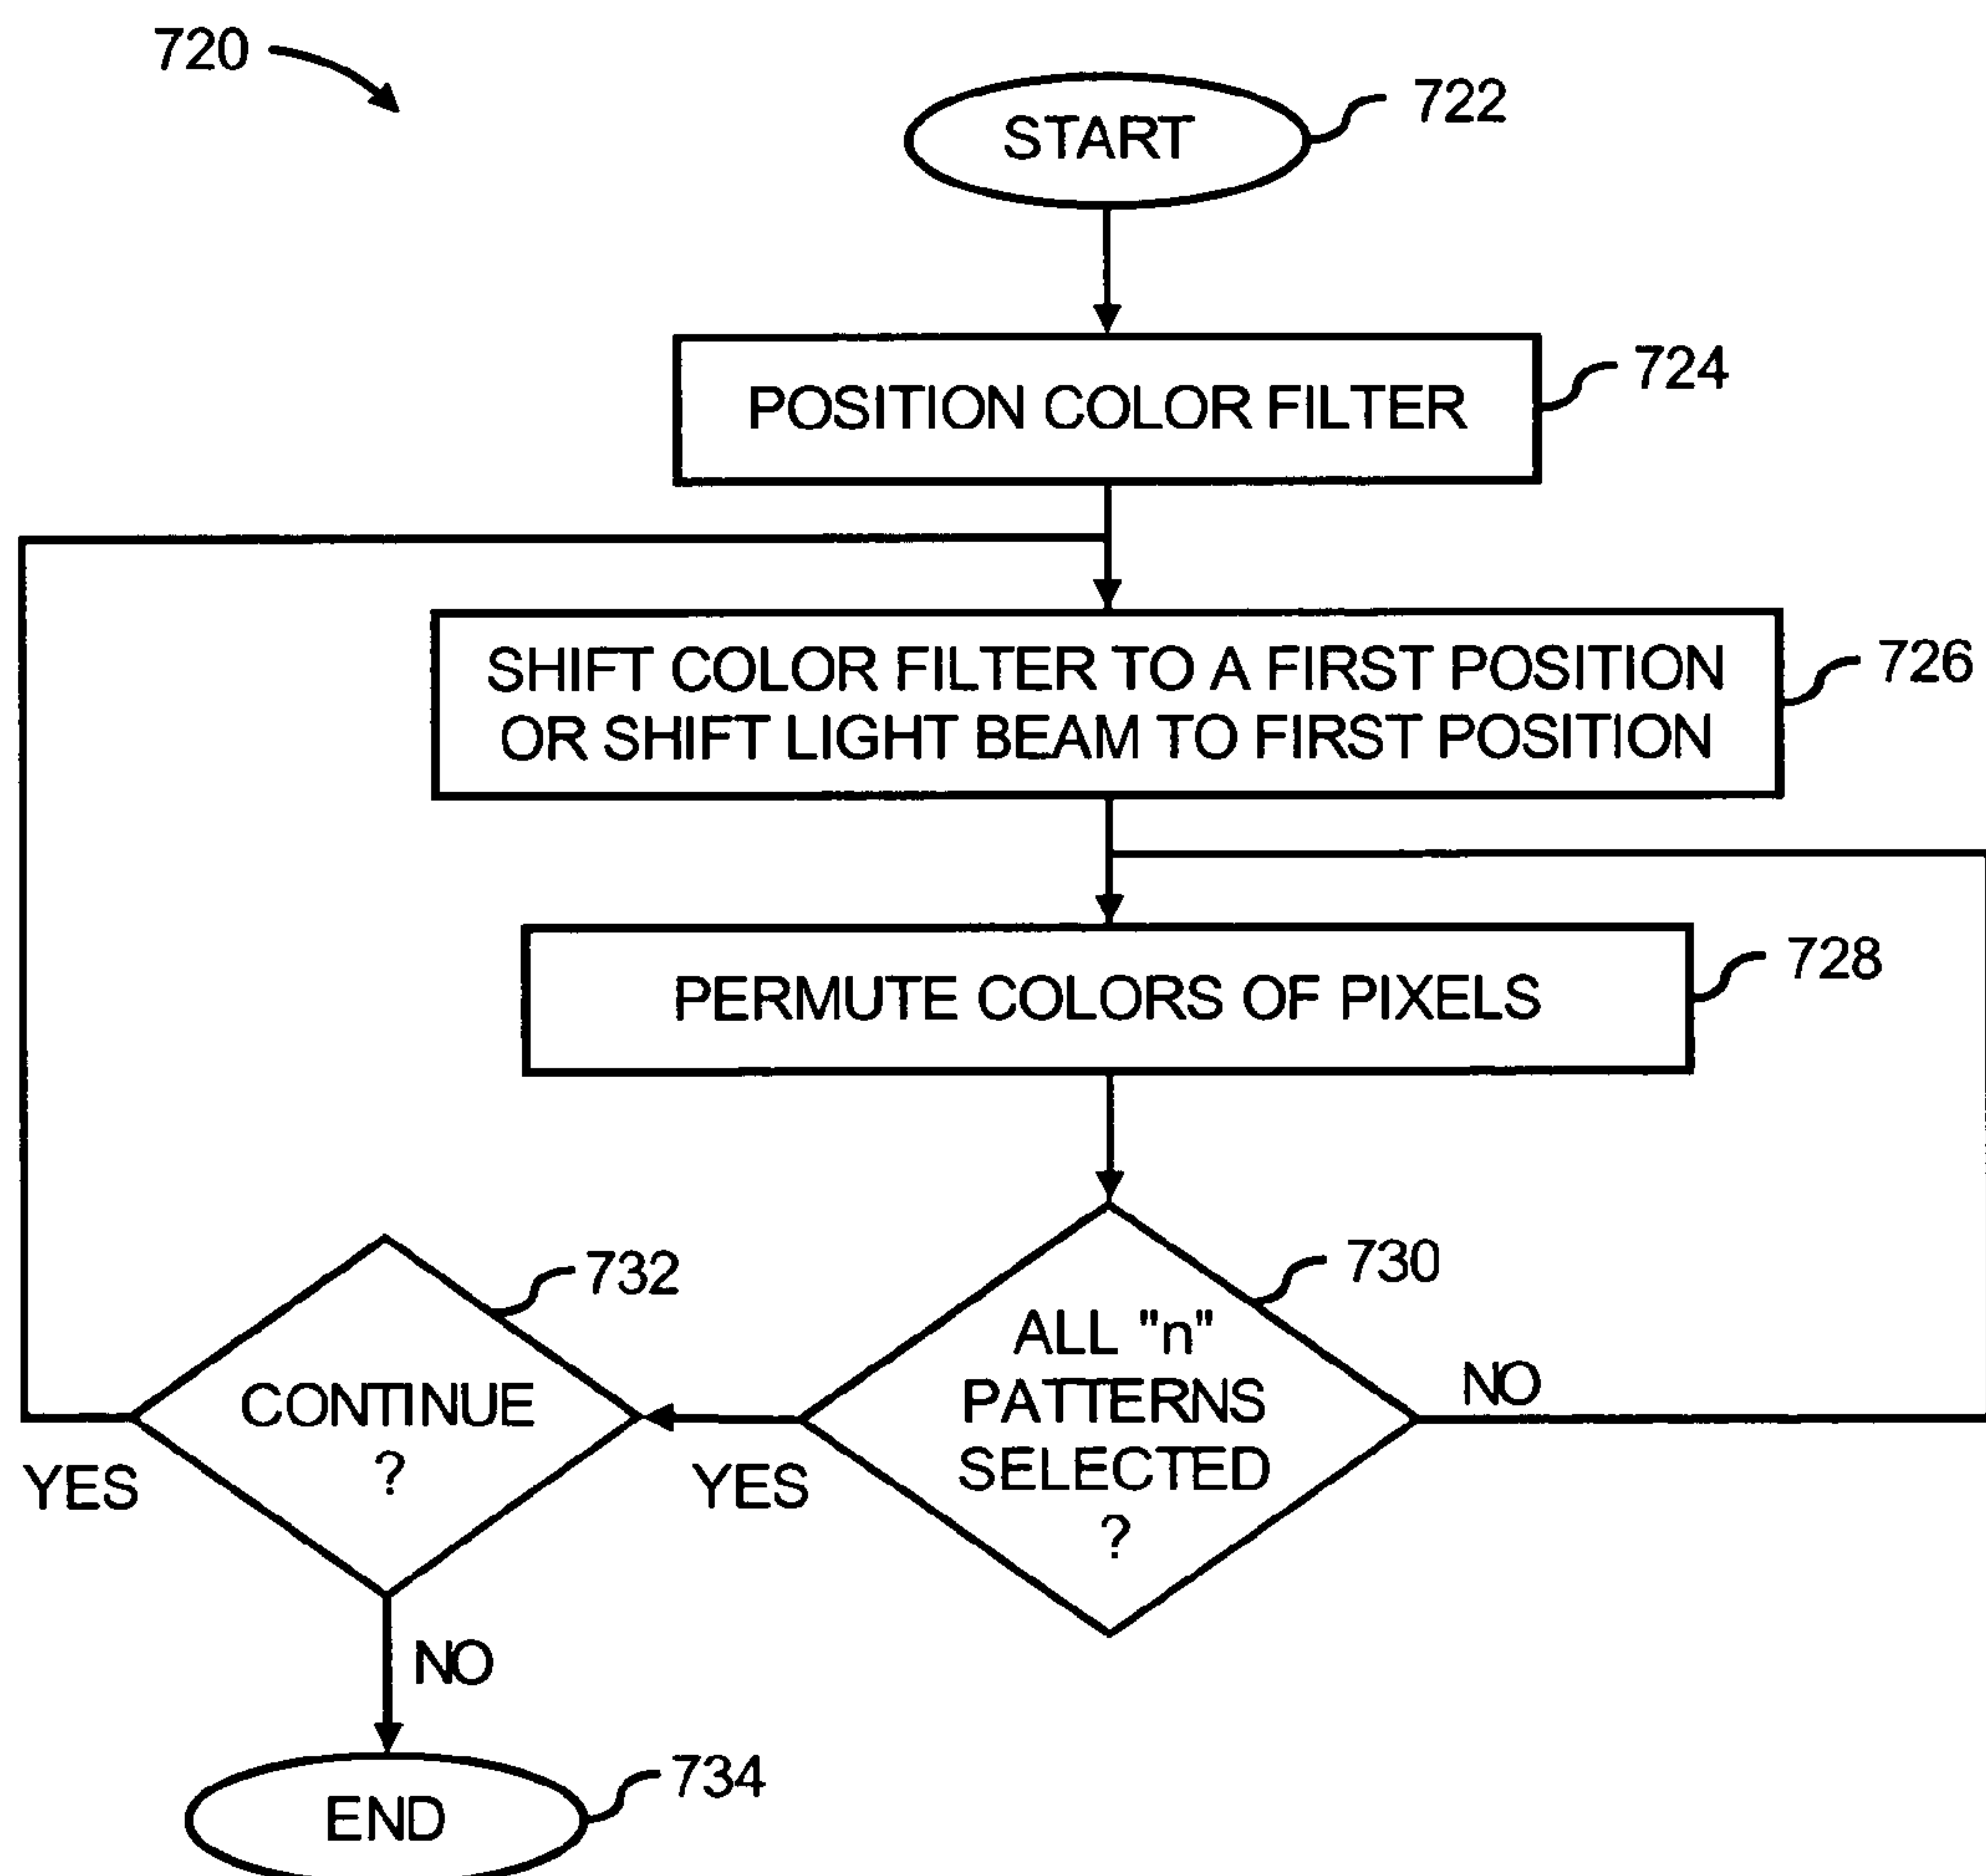 720
START
722
POSITION COLOR FILTER
724
SHIFT COLOR FILTER TO A FIRST POSITION
OR SHIFT LIGHT BEAM TO FIRST POSITION
726
PERMUTE COLORS OF PIXELS
728
730
ALL "n"
PATTERNS
SELECTED
?
NO
YES
732
CONTINUE
?
YES
NO
END
734